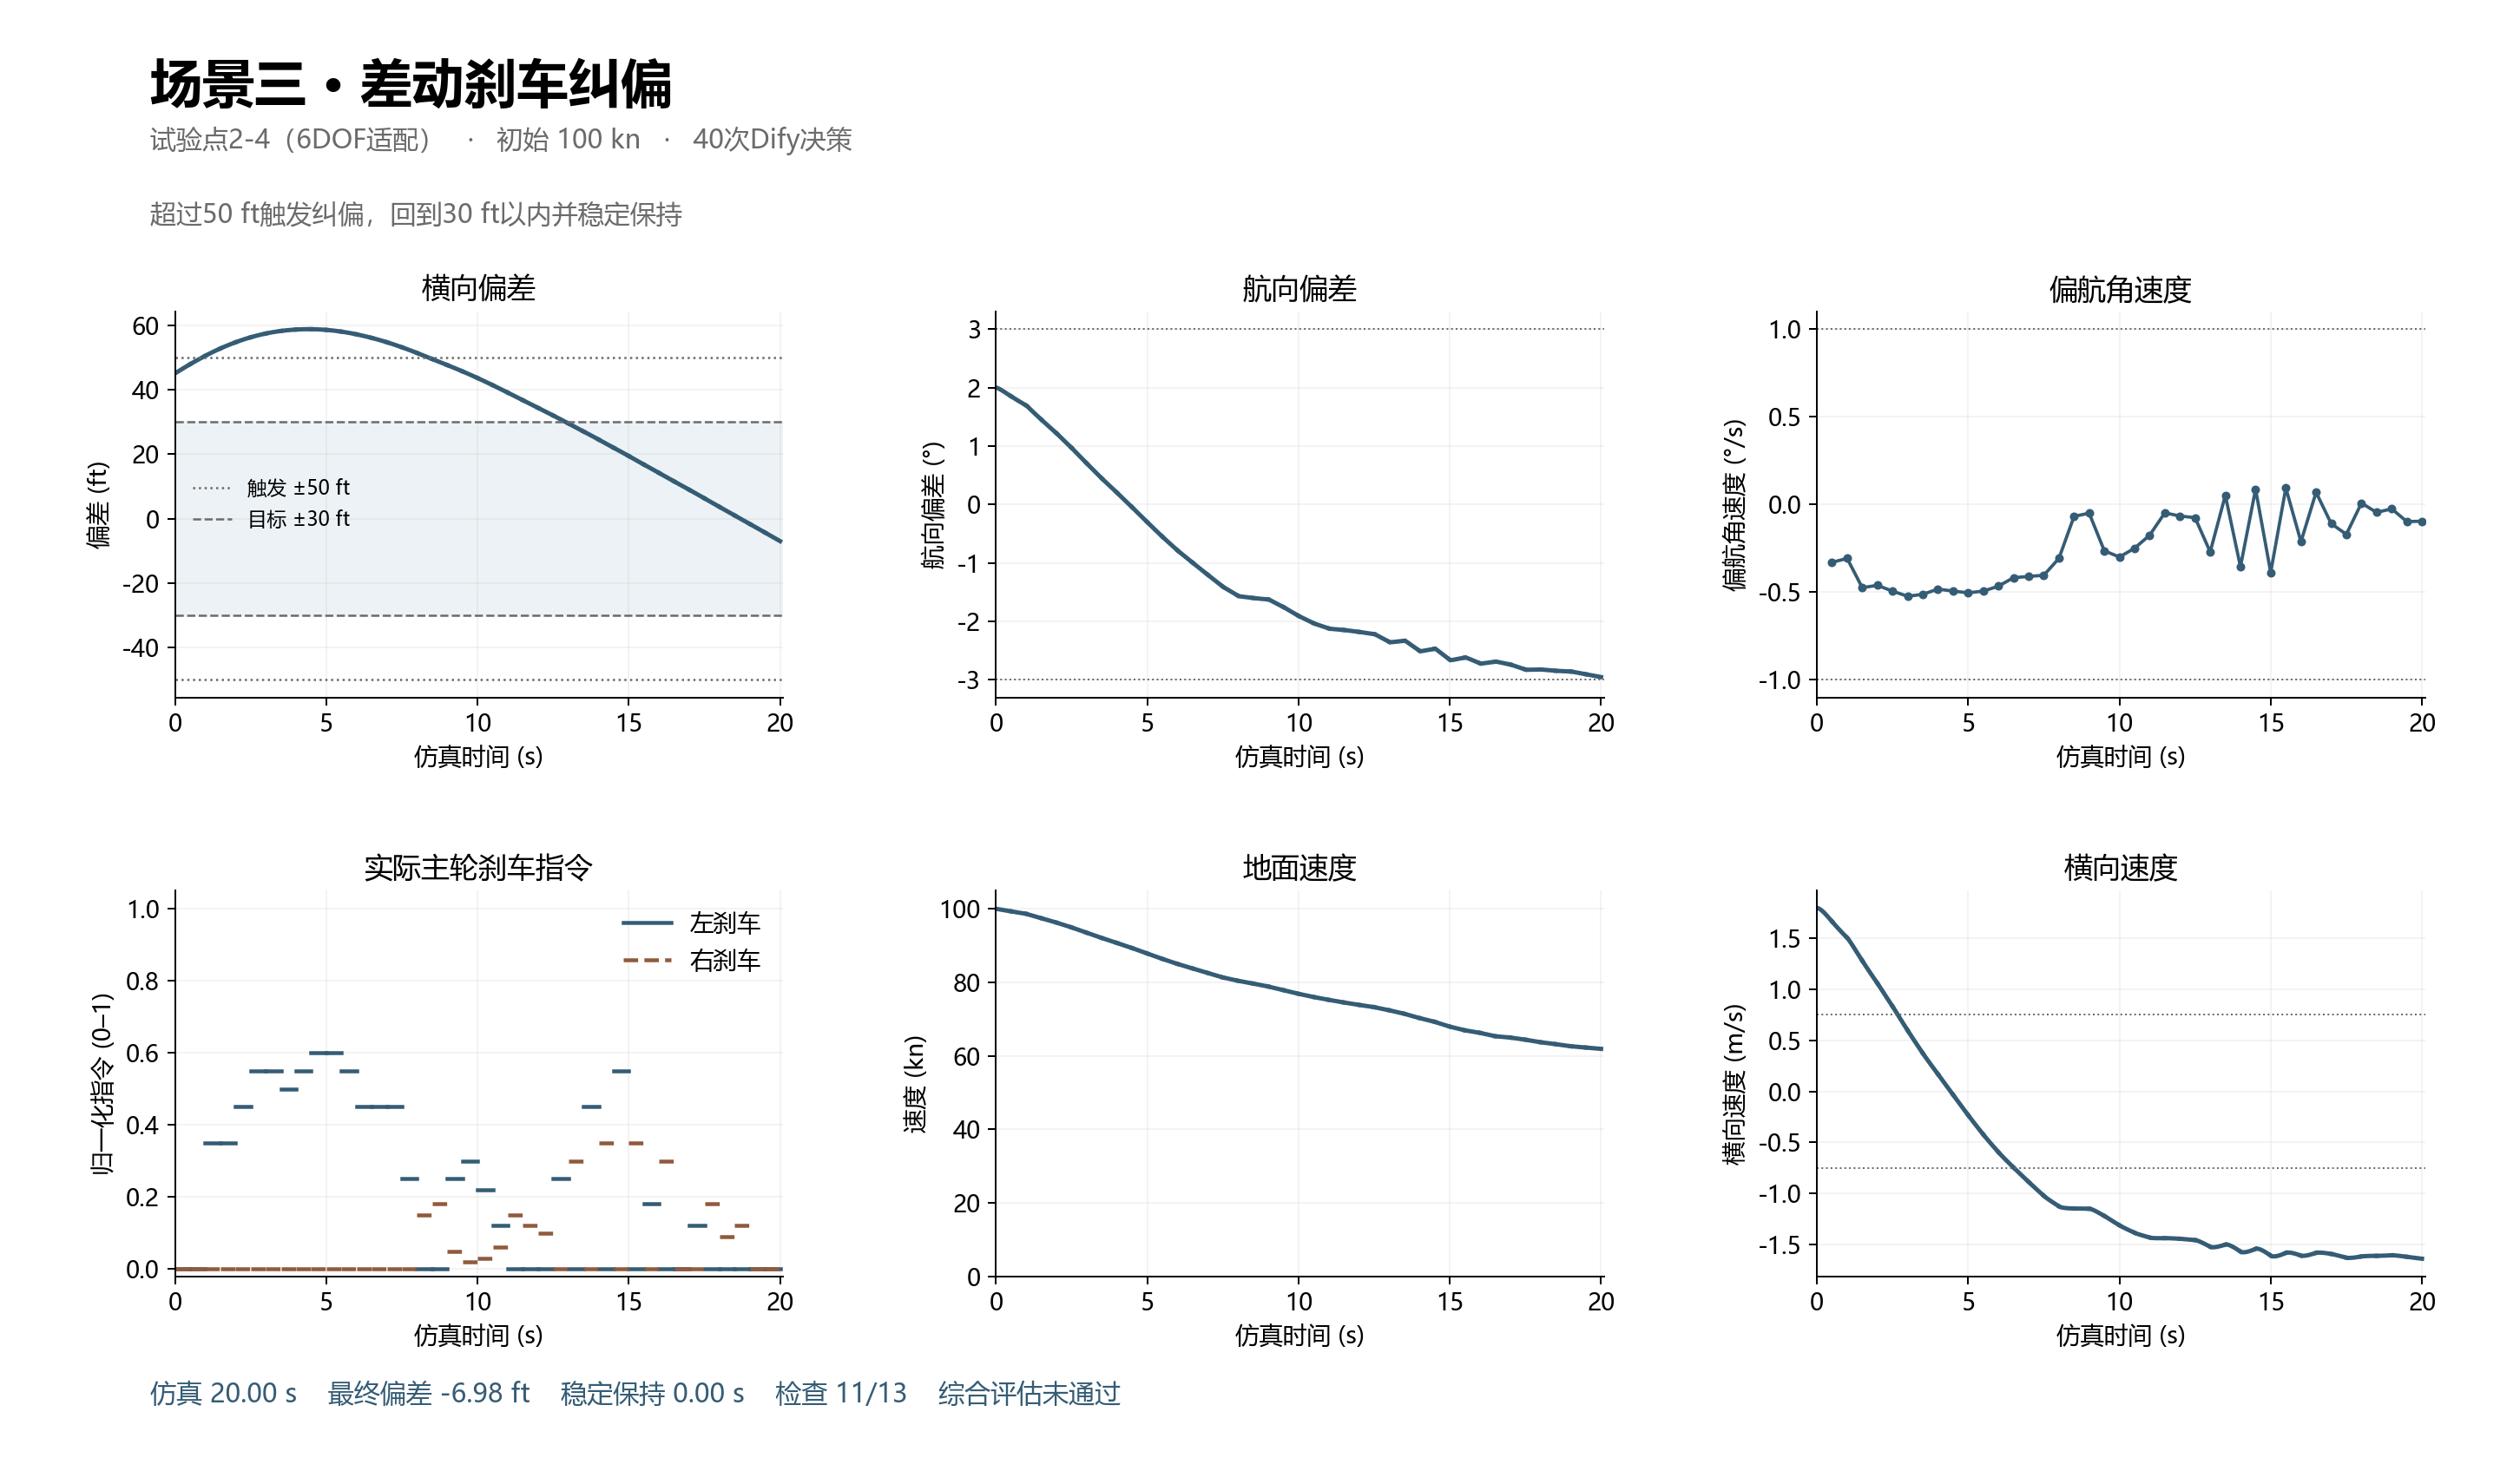 场景三 · 差动刹车纠偏
试验点2-4（6DOF适配） · 初始 100 kn · 40次Dify决策
超过50 ft触发纠偏，回到30 ft以内并稳定保持
横向偏差
偏差 (ft)
60
40
20
0
-20
-40
触发 ±50 ft
目标 ±30 ft
0 5 10 15 20
仿真时间 (s)
航向偏差
航向偏差 (°)
3
2
1
0
-1
-2
-3
0 5 10 15 20
仿真时间 (s)
偏航角速度
偏航角速度 (°/s)
1.0
0.5
0.0
-0.5
-1.0
0 5 10 15 20
仿真时间 (s)
实际主轮刹车指令
归一化指令 (0–1)
1.0
0.8
0.6
0.4
0.2
0.0
左刹车
右刹车
0 5 10 15 20
仿真时间 (s)
地面速度
速度 (kn)
100
80
60
40
20
0
0 5 10 15 20
仿真时间 (s)
横向速度
横向速度 (m/s)
1.5
1.0
0.5
0.0
-0.5
-1.0
-1.5
0 5 10 15 20
仿真时间 (s)
仿真 20.00 s 最终偏差 -6.98 ft 稳定保持 0.00 s 检查 11/13 综合评估未通过